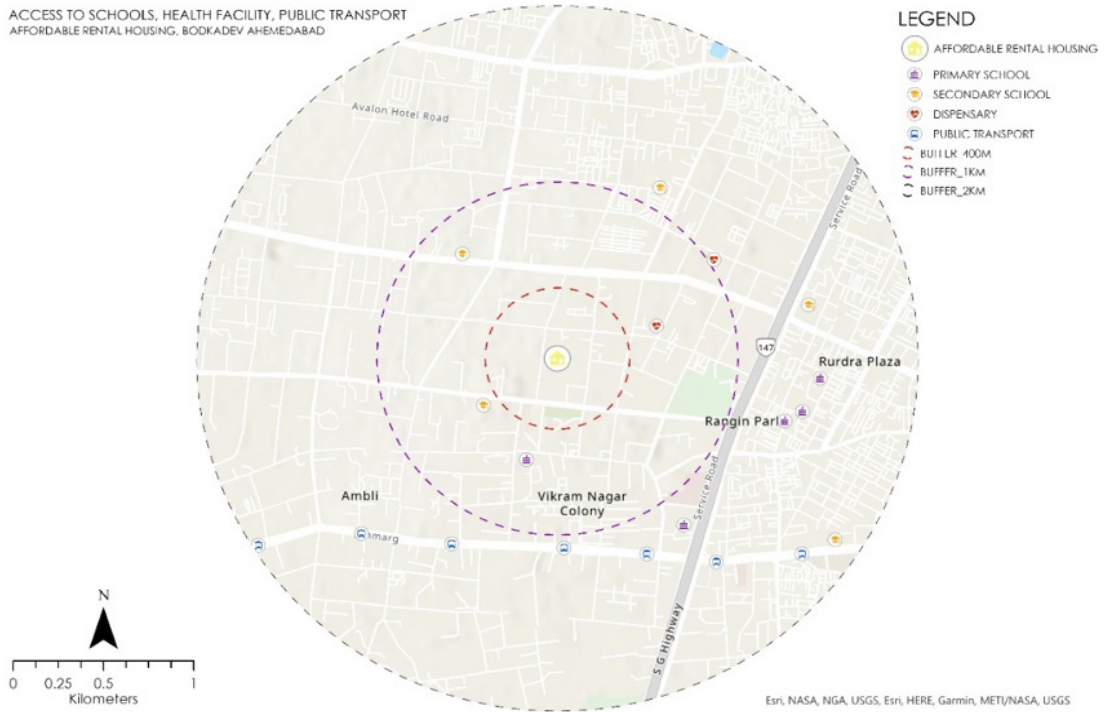 ACCESS TO SCHOOLS, HEALTH FACILITY, PUBLIC TRANSPORT
AFFORDABLE RENTAL HOUSING, BODKADEV AHEMEDABAD
LEGEND
AFFORDABLE RENTAL HOUSING
PRIMARY SCHOOL
SECONDARY SCHOOL
DISPENSARY
PUBLIC TRANSPORT
BUFFER_400M
BUFFER_1KM
BUFFER_2KM
Avalon Hotel Road
Service Road
147
Rurdra Plaza
Rangin Parl
Service Road
Ambli
Vikram Nagar
Colony
marg
S G Highway
N
0 0.25 0.5 1
Kilometers
Esri, NASA, NGA, USGS, Esri, HERE, Garmin, METI/NASA, USGS